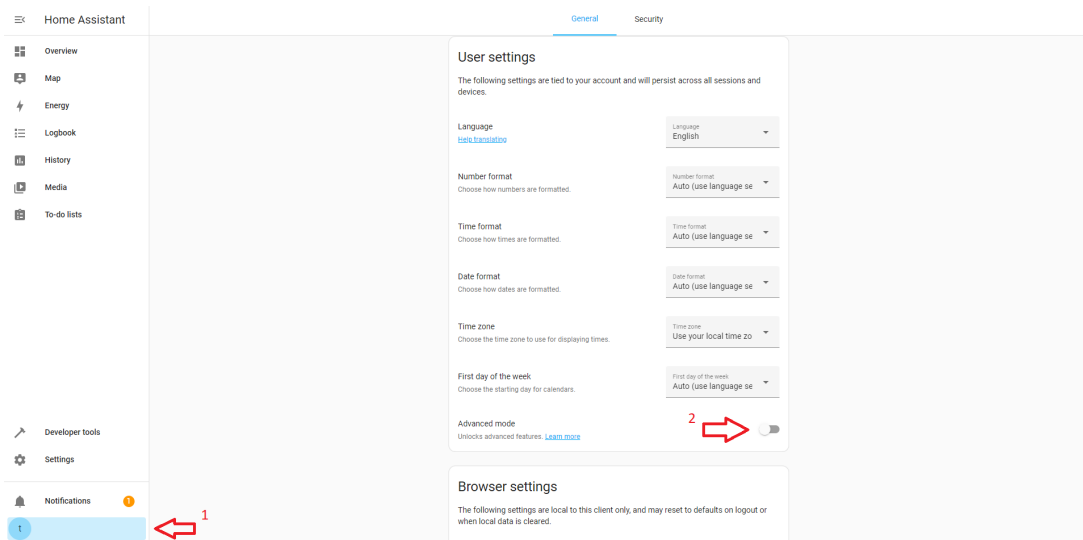 Home Assistant
Overview
Map
Energy
Logbook
History
Media
To-do lists
Developer tools
Settings
Notifications 1
t
1
General Security
User settings
The following settings are tied to your account and will persist across all sessions and
devices.
Language
Help translating
Language
English
Number format
Choose how numbers are formatted.
Number format
Auto (use language se
Time format
Choose how times are formatted.
Time format
Auto (use language se
Date format
Choose how dates are formatted.
Date format
Auto (use language se
Time zone
Choose the time zone to use for displaying times.
Time zone
Use your local time zo
First day of the week
Choose the starting day for calendars.
First day of the week
Auto (use language se
Advanced mode
Unlocks advanced features. Learn more
2
Browser settings
The following settings are local to this client only, and may reset to defaults on logout or
when local data is cleared.